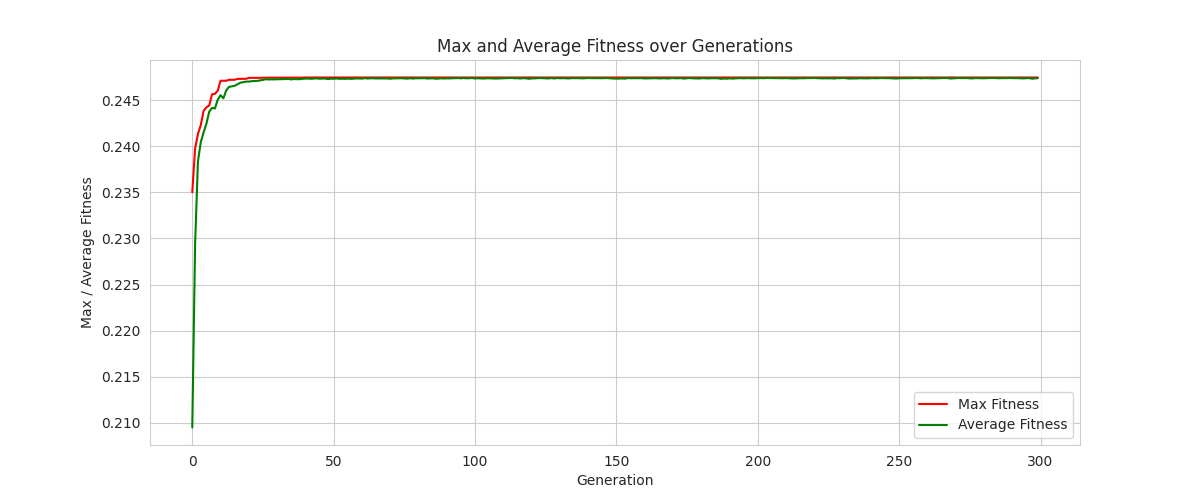 Max and Average Fitness over Generations
Max / Average Fitness
0.245
0.240
0.235
0.230
0.225
0.220
0.215
0.210
0 50 100 150 200 250 300
Generation
Max Fitness
Average Fitness